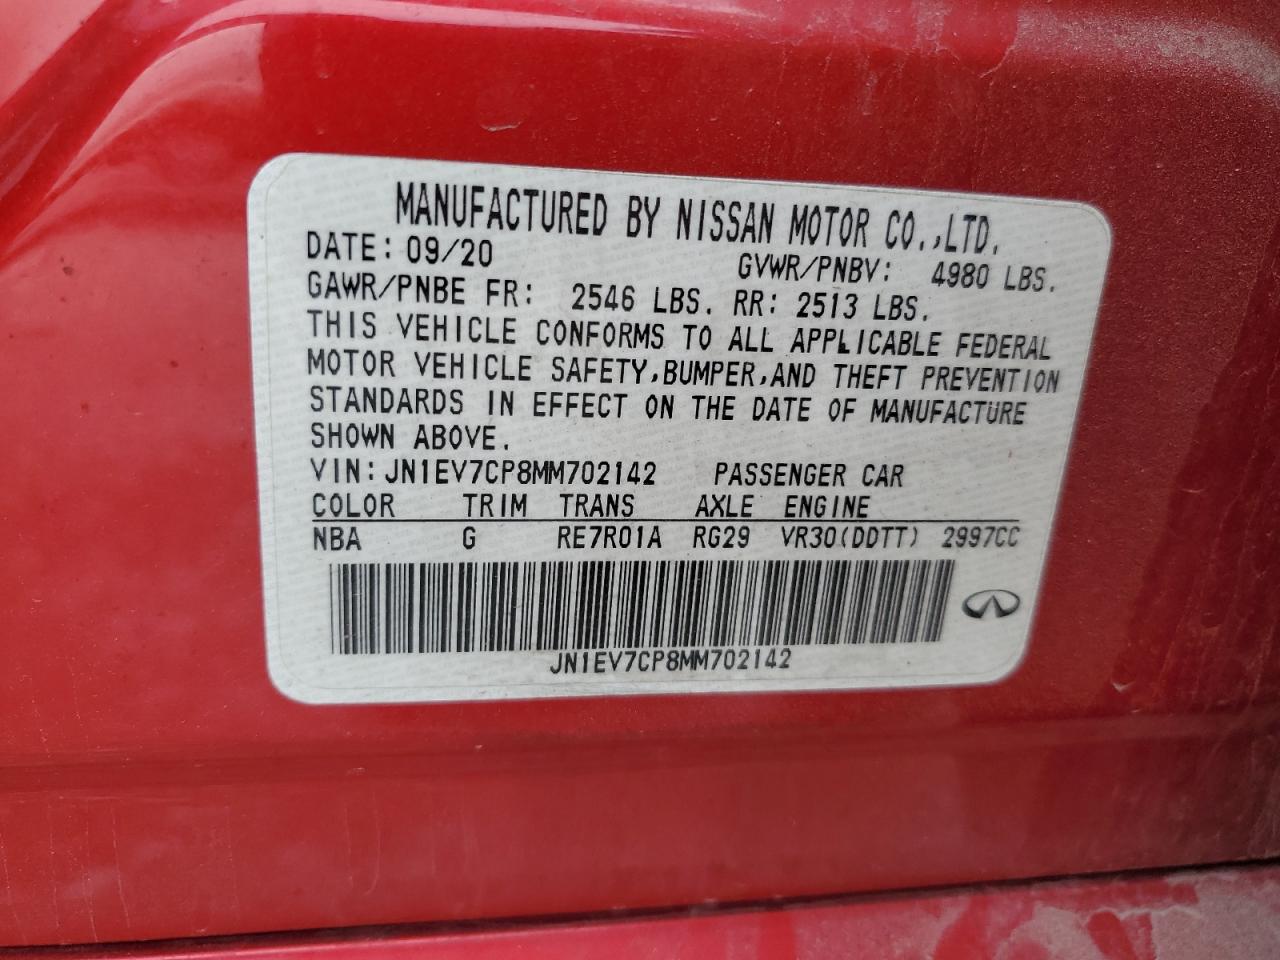 MANUFACTURED BY NISSAN MOTOR CO.,LTD.
DATE: 09/20 GVWR/PNBV: 4980 LBS.
GAWR/PNBE FR: 2546 LBS. RR: 2513 LBS.
THIS VEHICLE CONFORMS TO ALL APPLICABLE FEDERAL
MOTOR VEHICLE SAFETY,BUMPER,AND THEFT PREVENTION
STANDARDS IN EFFECT ON THE DATE OF MANUFACTURE
SHOWN ABOVE.
VIN:JN1EV7CP8MM702142 PASSENGER CAR
COLOR TRIM TRANS AXLE ENGINE
NBA G RE7R01A RG29 VR30(DDTT) 2997CC
JN1EV7CP8MM702142